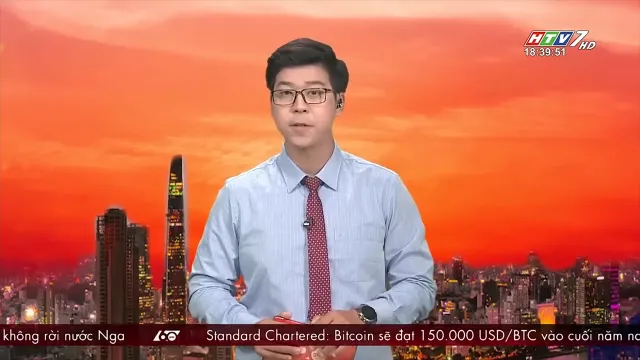 HTV7 HD
18:39:51
không rời nước Nga 60 Standard Chartered: Bitcoin sẽ đạt 150.000 USD/BTC vào cuối năm